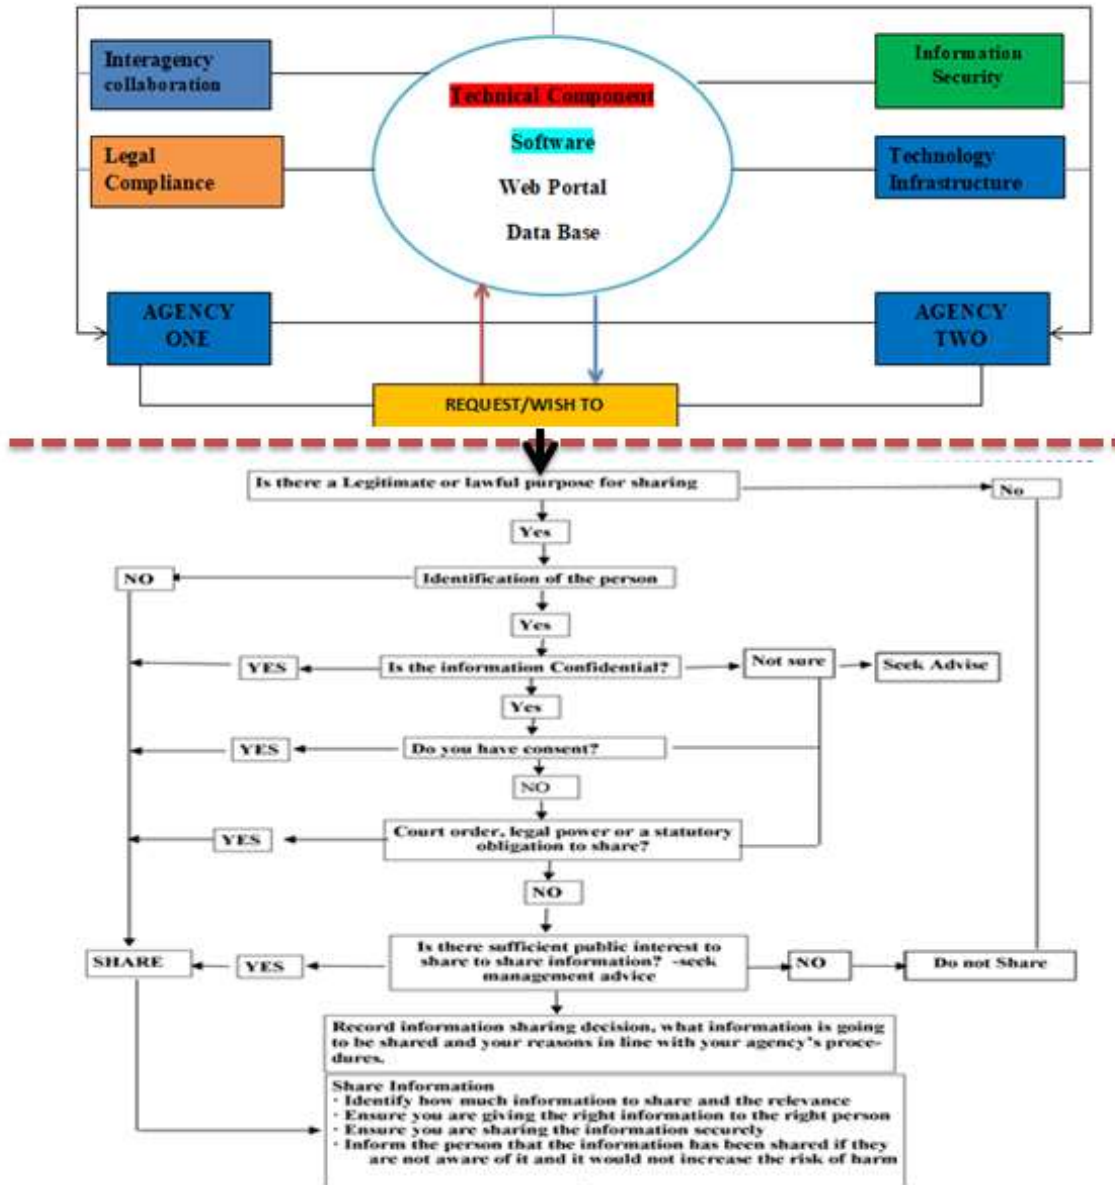 Interagency
collaboration
Information
Security
Technical Component
Software
Legal
Compliance
Technology
Infrastructure
Web Portal
Data Base
AGENCY
ONE
AGENCY
TWO
REQUEST/WISH TO
Is there a Legitimate or lawful purpose for sharing
No
Yes
NO
Identification of the person
Yes
YES
Is the information Confidential?
Not sure
Seek Advise
Yes
YES
Do you have consent?
NO
YES
Court order, legal power or a statutory
obligation to share?
NO
SHARE
YES
Is there sufficient public interest to
share to share information? -seek
management advice
NO
Do not Share
Record information sharing decision, what information is going
to be shared and your reasons in line with your agency's proce-
dures.
Share Information
· Identify how much information to share and the relevance
· Ensure you are giving the right information to the right person
· Ensure you are sharing the information securely
· Inform the person that the information has been shared if they
are not aware of it and it would not increase the risk of harm